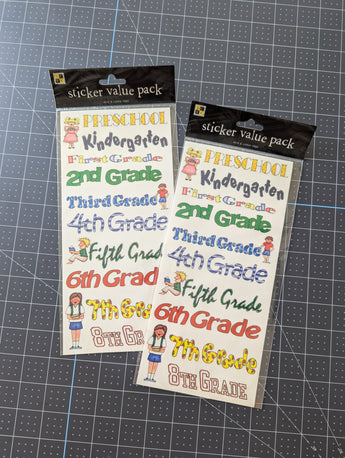 sticker value pack
PRESCHOOL
Kindergarten
First Grade
2nd Grade
Third Grade
4th Grade
Fifth Grade
6th Grade
7th Grade
8TH GRADE
sticker value pack
PRESCHOOL
Kindergarten
First Grade
2nd Grade
Third Grade
4th Grade
Fifth Grade
6th Grade
7th Grade
8TH GRADE